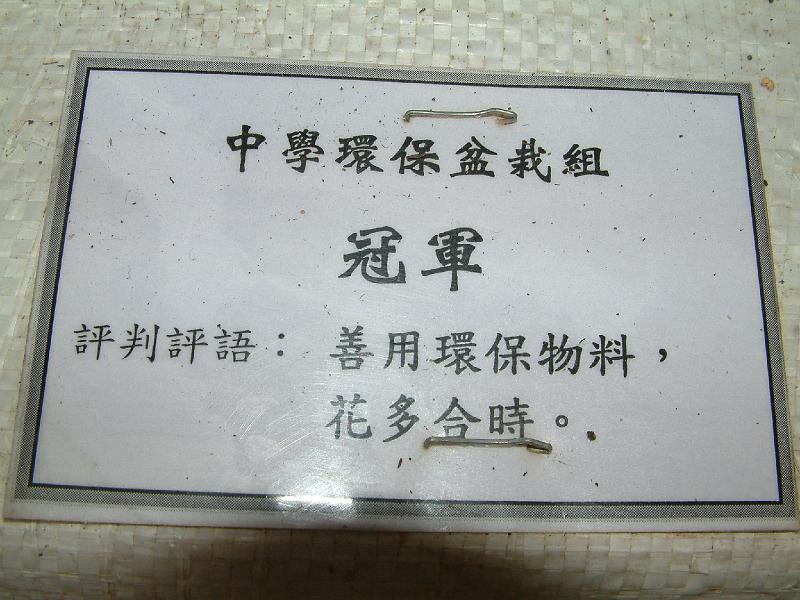 中學環保盆栽組
冠軍
評判評語： 善用環保物料，
花多合時。